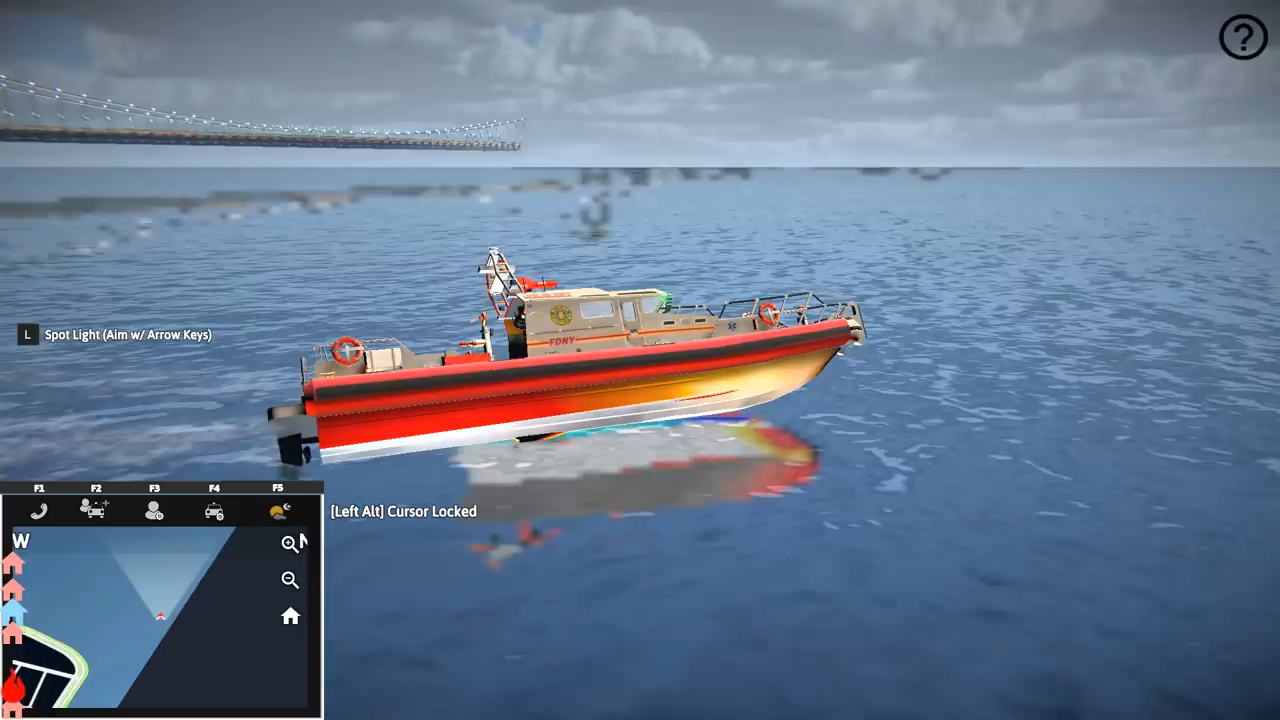 ?
FDNY
L Spot Light (Aim w/ Arrow Keys)
F1 F2 F3 F4 F5
[Left Alt] Cursor Locked
W N